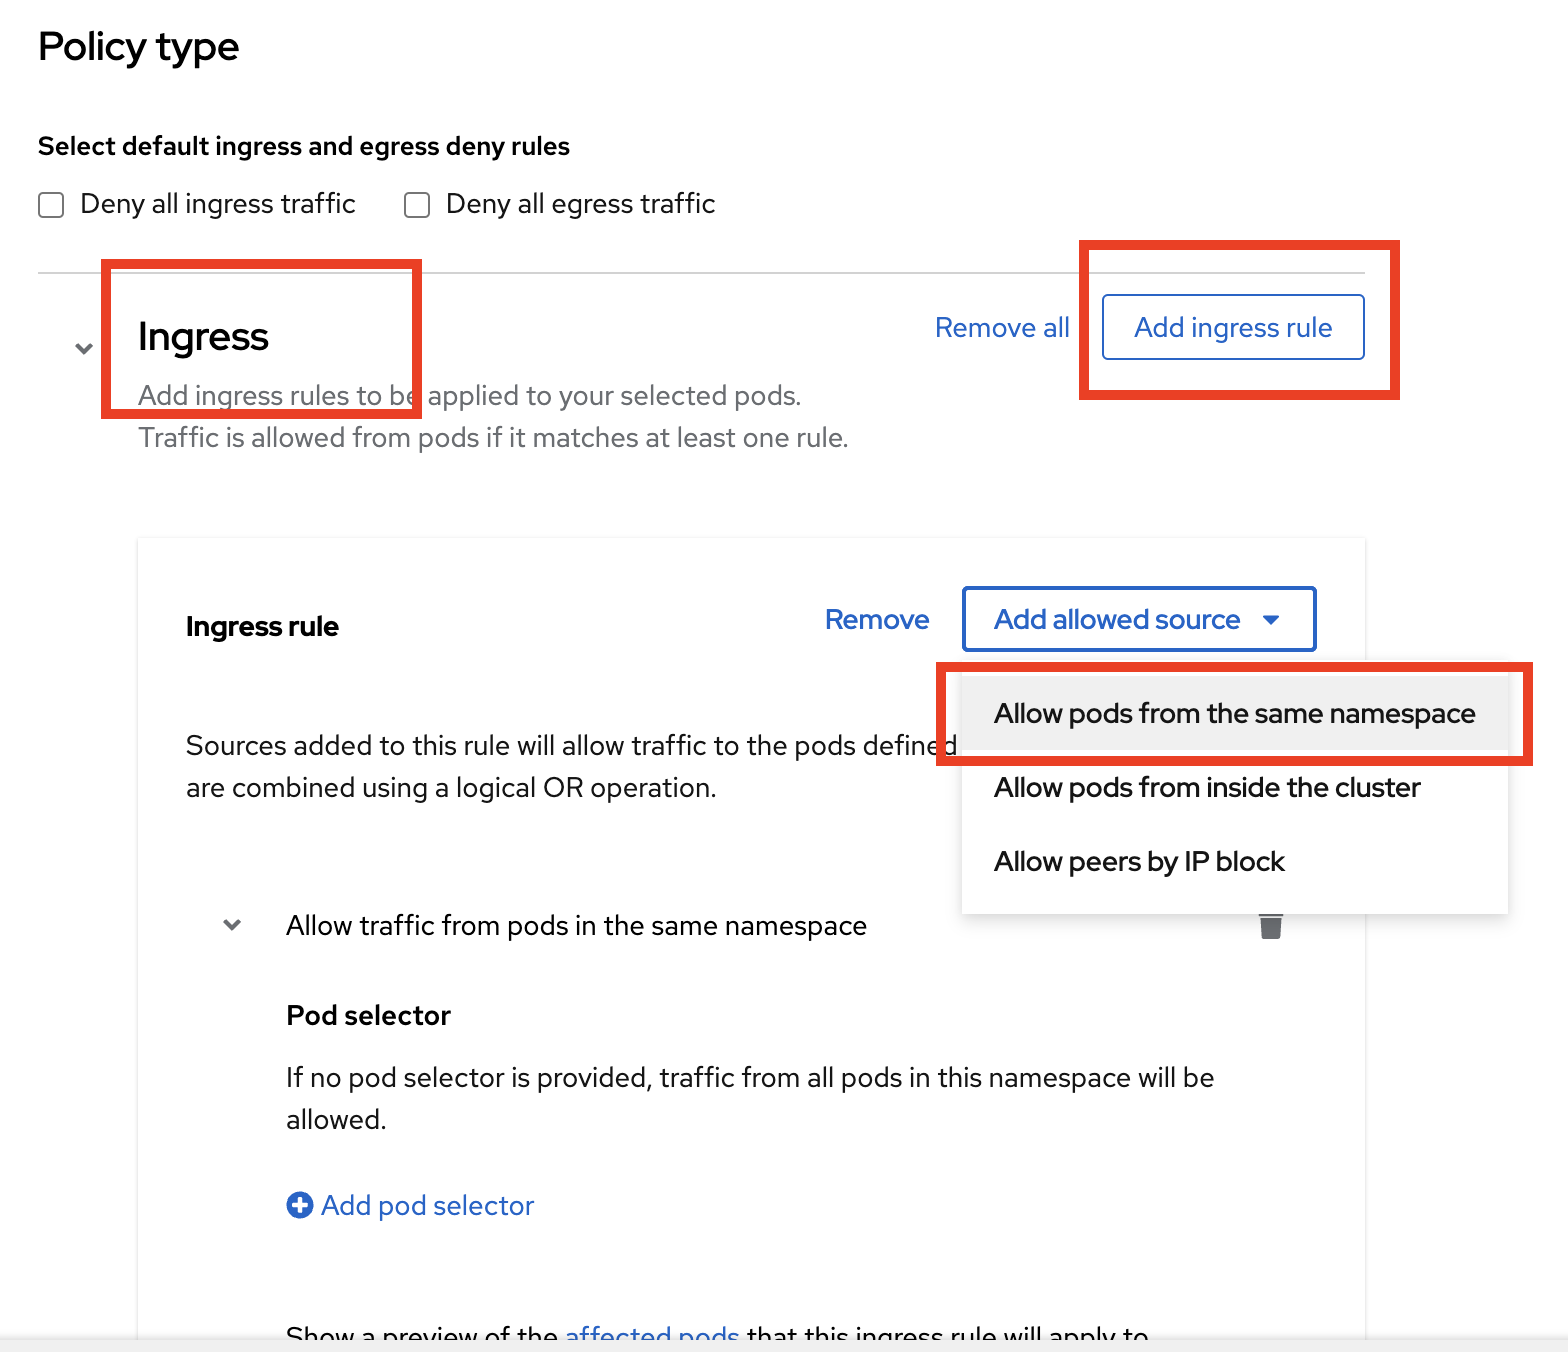 Policy type
Select default ingress and egress deny rules
Deny all ingress traffic Deny all egress traffic
Ingress
Remove all Add ingress rule
Add ingress rules to be applied to your selected pods.
Traffic is allowed from pods if it matches at least one rule.
Ingress rule
Remove Add allowed source
Allow pods from the same namespace
Allow pods from inside the cluster
Allow peers by IP block
Sources added to this rule will allow traffic to the pods defined
are combined using a logical OR operation.
Allow traffic from pods in the same namespace
Pod selector
If no pod selector is provided, traffic from all pods in this namespace will be
allowed.
Add pod selector
Show a preview of the affected pods that this ingress rule will apply to